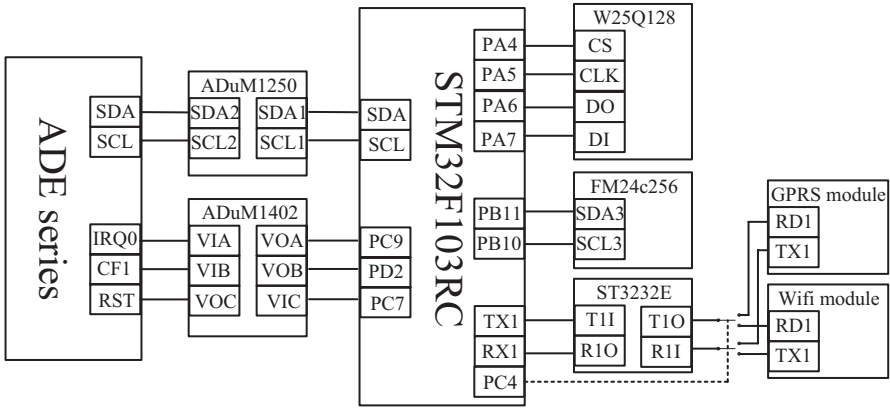 ADE series
SDA
SCL
IRQ0
CF1
RST
ADuM1250
SDA2 SDA1
SCL2 SCL1
ADuM1402
VIA VOA
VIB VOB
VOC VIC
STM32F103RC
SDA
SCL
PC9
PD2
PC7
PA4
PA5
PA6
PA7
PB11
PB10
TX1
RX1
PC4
W25Q128
CS
CLK
DO
DI
FM24c256
SDA3
SCL3
ST3232E
T1I T1O
R1O R1I
GPRS module
RD1
TX1
Wifi module
RD1
TX1